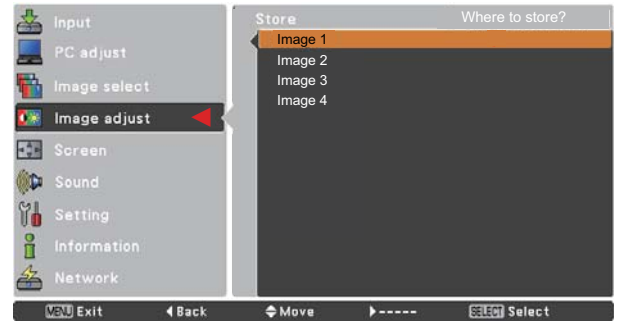 Input
PC adjust
Image select
Image adjust
Screen
Sound
Setting
Information
Network
Store Where to store?
Image 1
Image 2
Image 3
Image 4
MENU Exit Back Move ----- SELECT Select